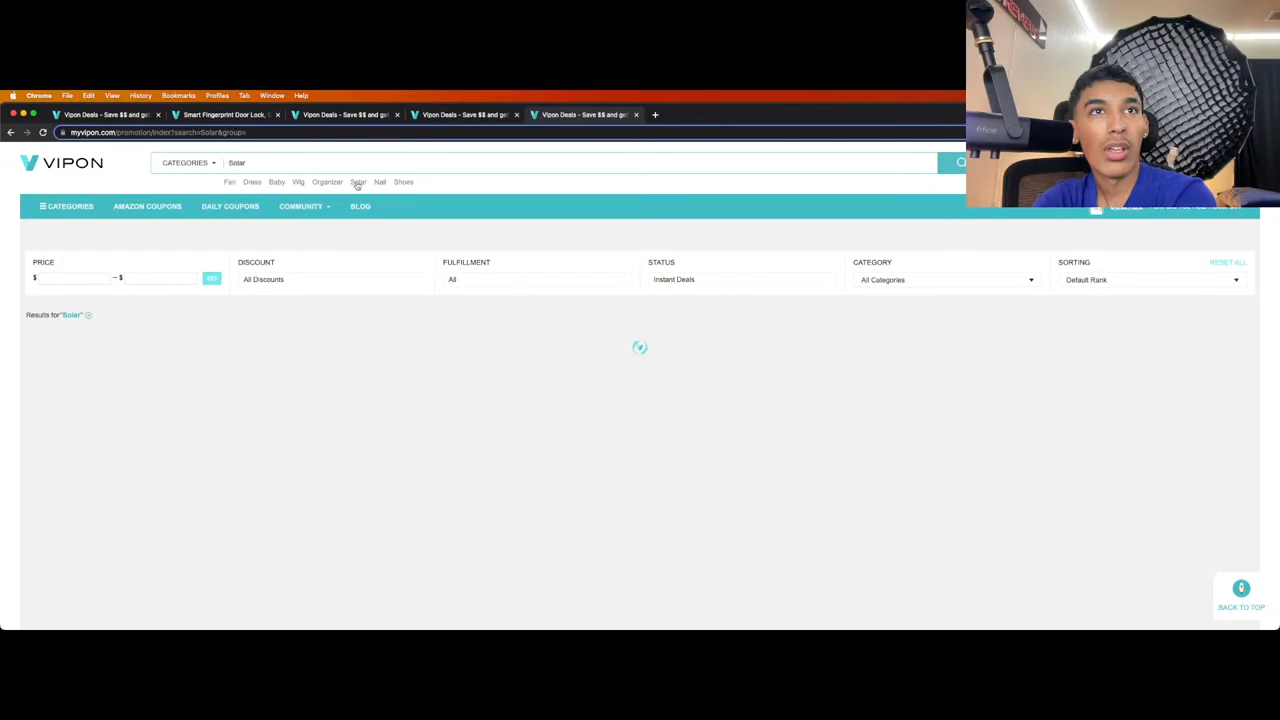 REVIEWS
Chrome File Edit View History Bookmarks Profiles Tab Window Help
Vipon Deals - Save $$ and get
Smart Fingerprint Door Lock,
Vipon Deals - Save $$ and get
Vipon Deals - Save $$ and get
Vipon Deals - Save $$ and get
myvipon.com/promotion/index?search=Solar&group=
VIPON
CATEGORIES Solar
Fan Dress Baby Wig Organizer Solar Nail Shoes
CATEGORIES AMAZON COUPONS DAILY COUPONS COMMUNITY BLOG
PRICE DISCOUNT FULFILLMENT STATUS CATEGORY SORTING RESET ALL
$ – $ GO All Discounts All Instant Deals All Categories Default Rank
Results for "Solar"
fifine
BACK TO TOP